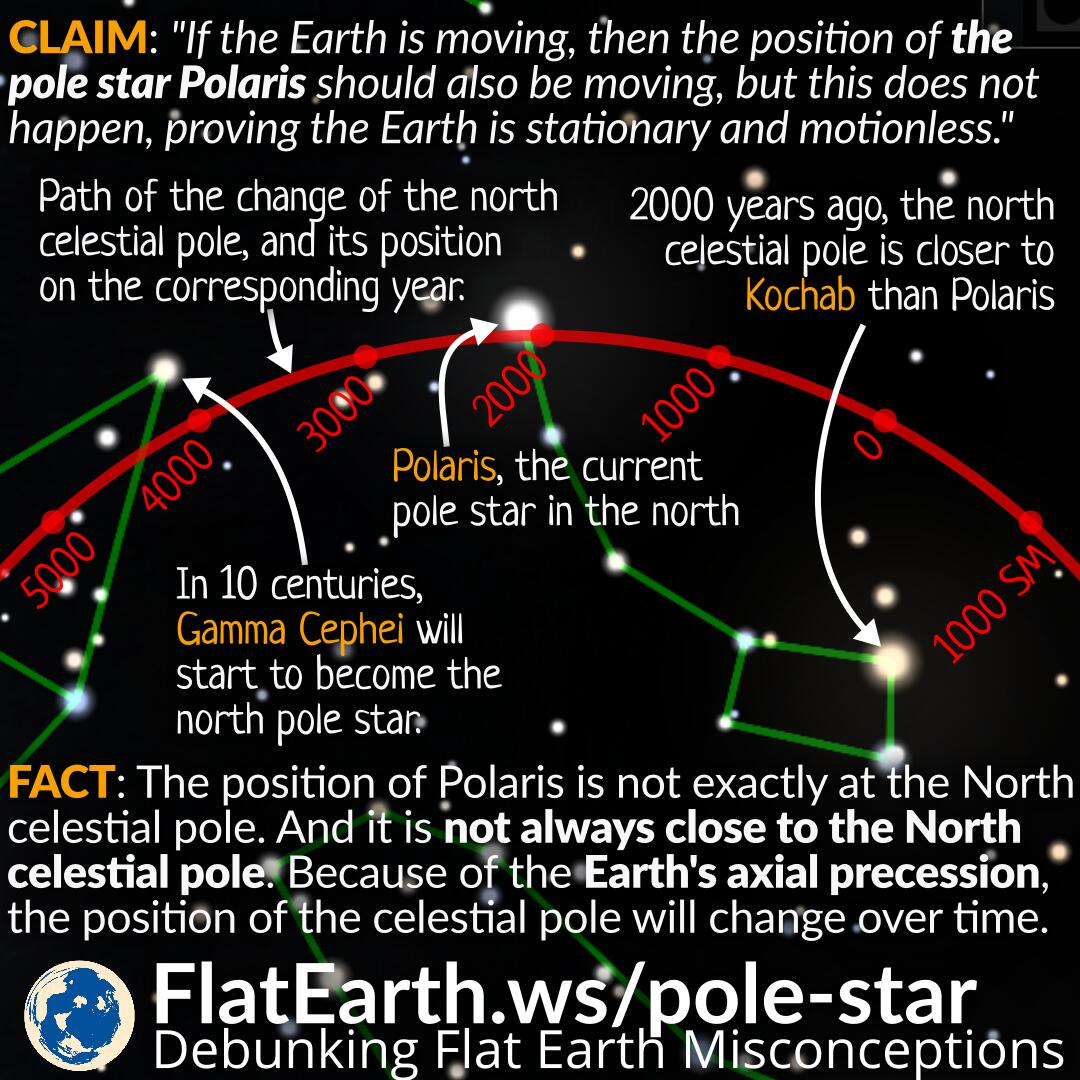 CLAIM: "If the Earth is moving, then the position of the
pole star Polaris should also be moving, but this does not
happen, proving the Earth is stationary and motionless."
Path of the change of the north
celestial pole, and its position
on the corresponding year.
2000 years ago, the north
celestial pole is closer to
Kochab than Polaris
5000
4000
3000
2000
1000
0
1000 SM
Polaris, the current
pole star in the north
In 10 centuries,
Gamma Cephei will
start to become the
north pole star.
FACT: The position of Polaris is not exactly at the North
celestial pole. And it is not always close to the North
celestial pole. Because of the Earth's axial precession,
the position of the celestial pole will change over time.
FlatEarth.ws/pole-star
Debunking Flat Earth Misconceptions